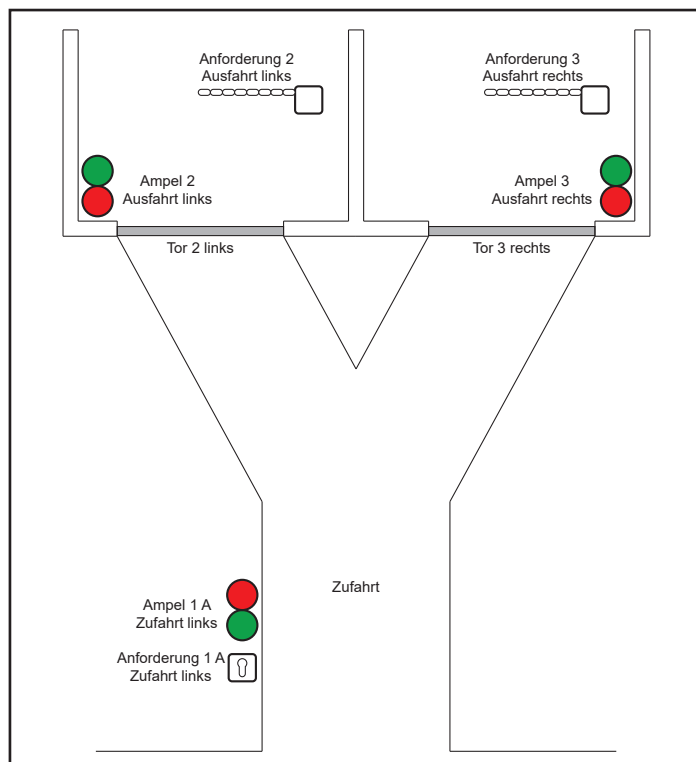 Anforderung 2
Ausfahrt links
Anforderung 3
Ausfahrt rechts
Ampel 2
Ausfahrt links
Ampel 3
Ausfahrt rechts
Tor 2 links
Tor 3 rechts
Zufahrt
Ampel 1 A
Zufahrt links
Anforderung 1 A
Zufahrt links